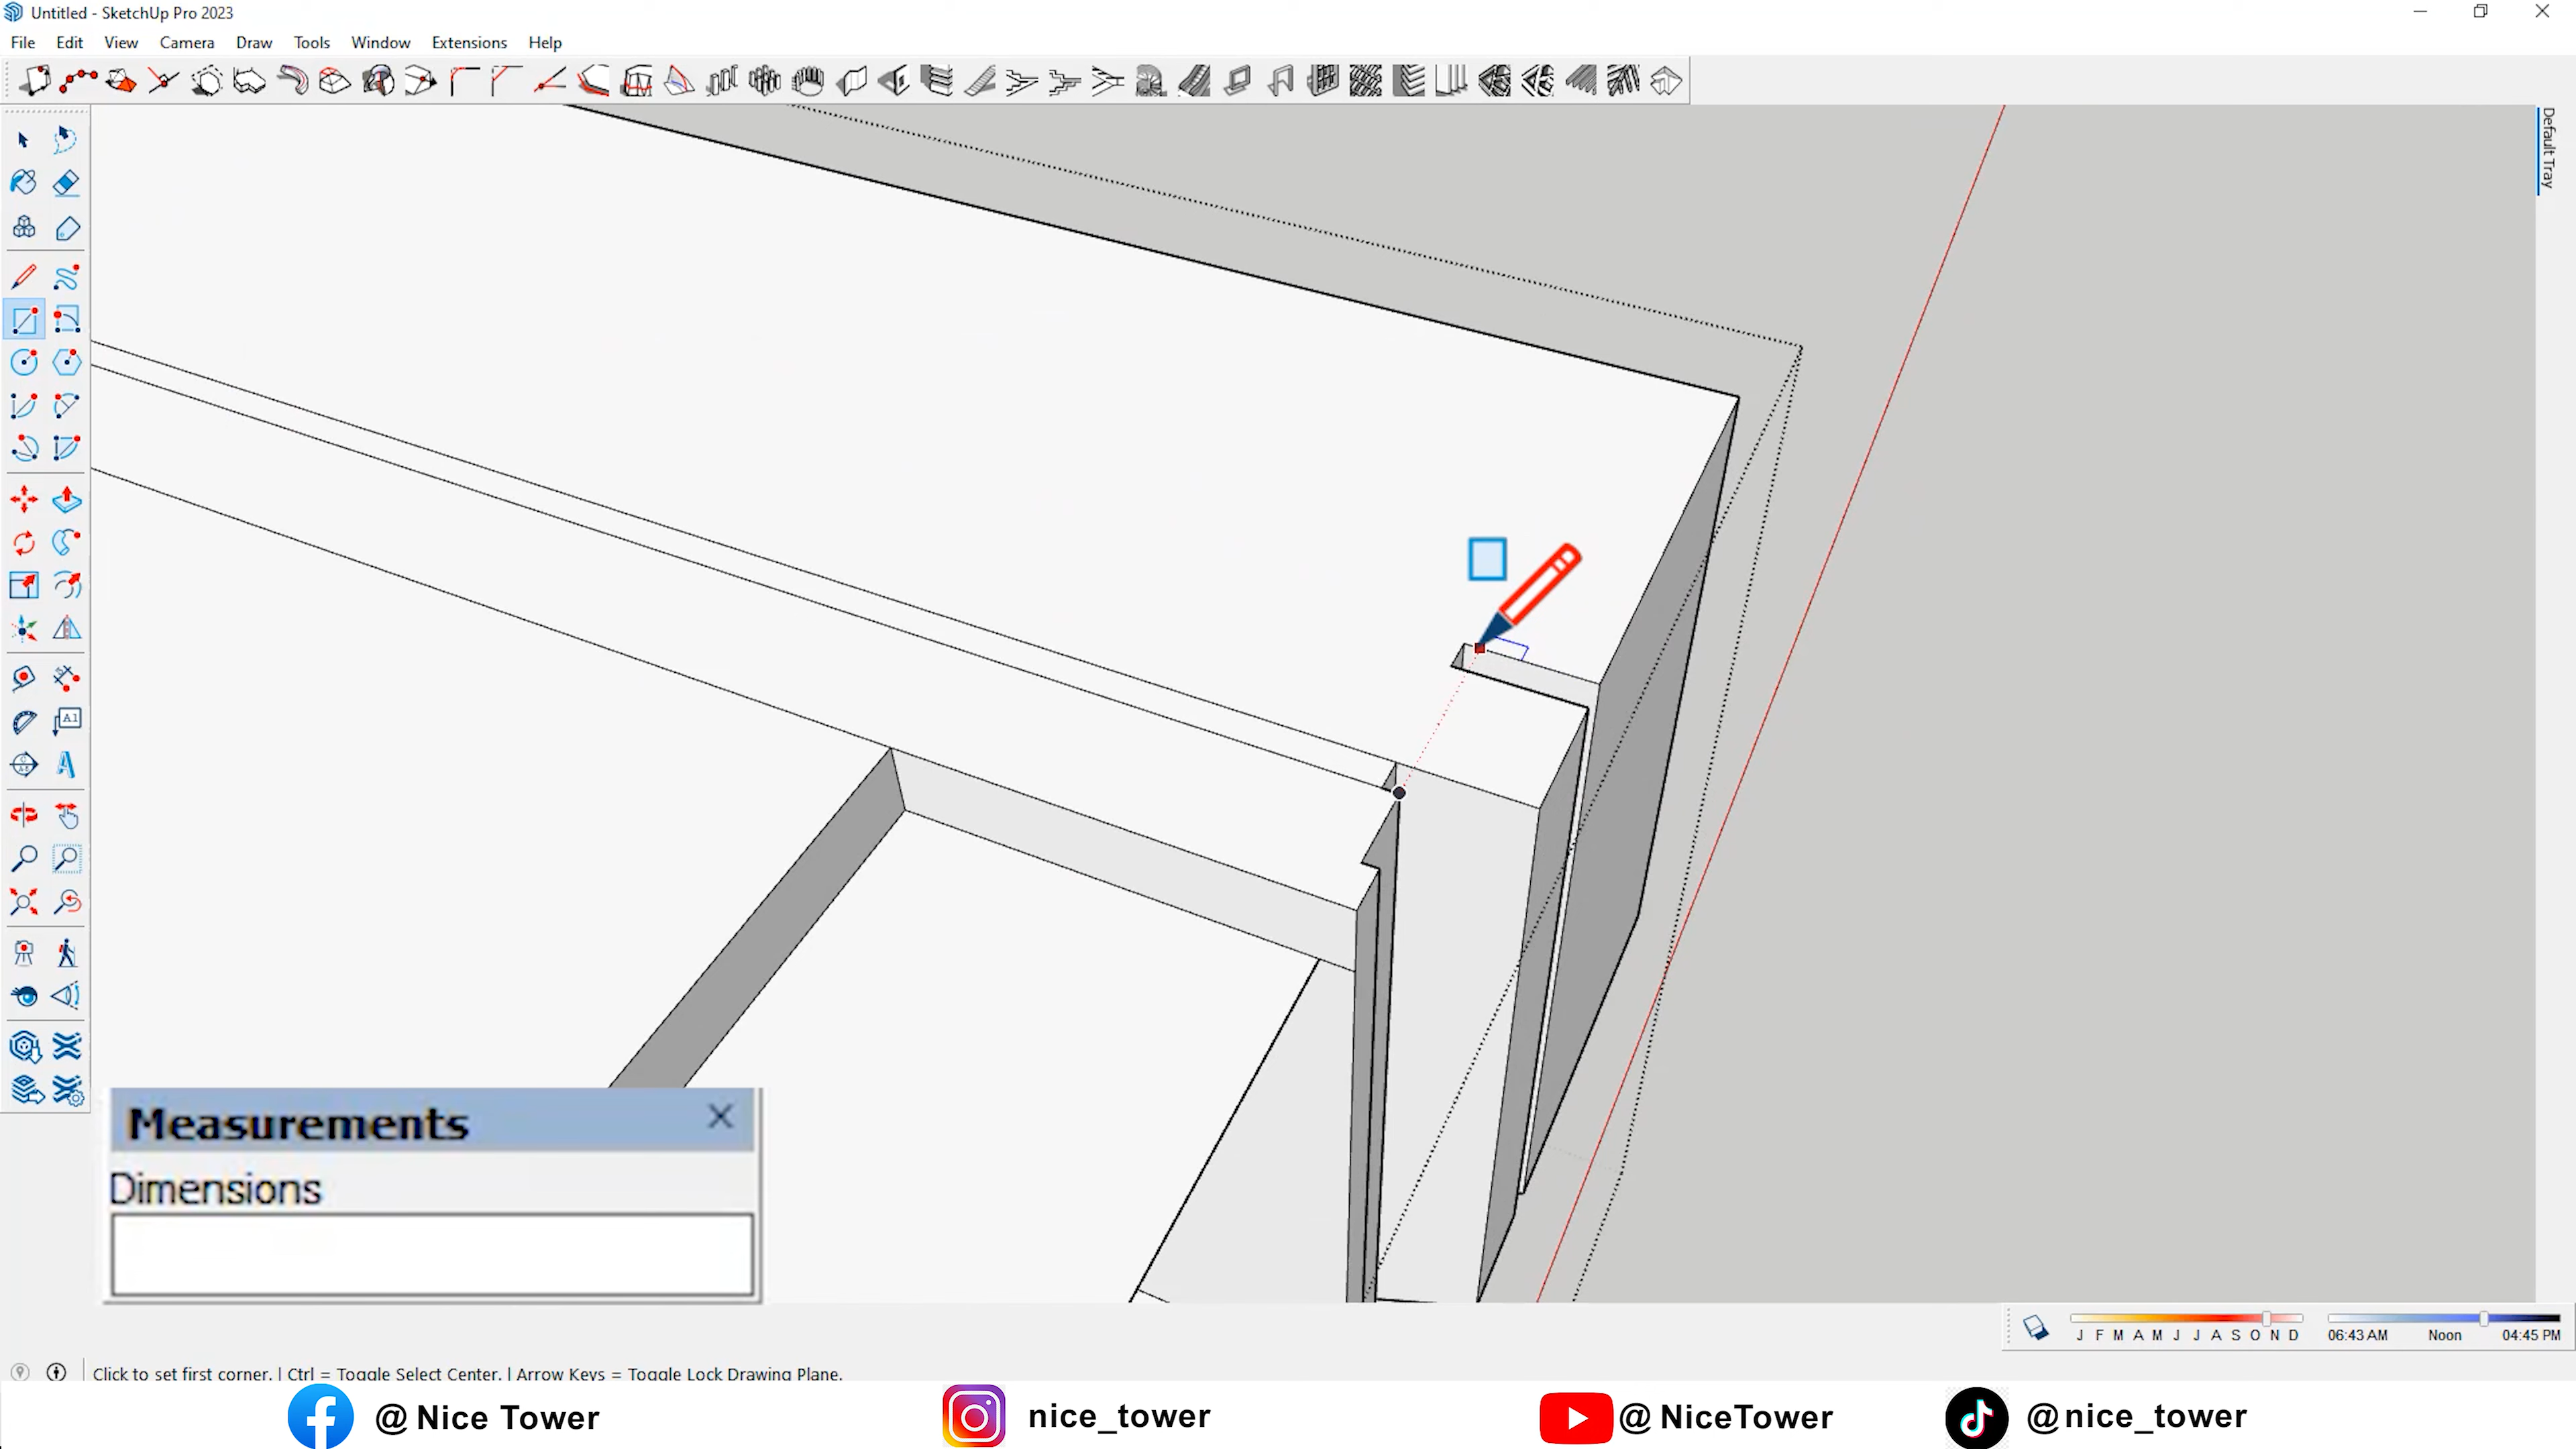 Untitled - SketchUp Pro 2023
File Edit View Camera Draw Tools Window Extensions Help
Default Tray
A1
A
Measurements
Dimensions
J F M A M J J A S O N D
06:43 AM Noon 04:45 PM
Click to set first corner. | Ctrl = Toggle Select Center. | Arrow Keys = Toggle Lock Drawing Plane.
@ Nice Tower
nice_tower
@ NiceTower
@nice_tower